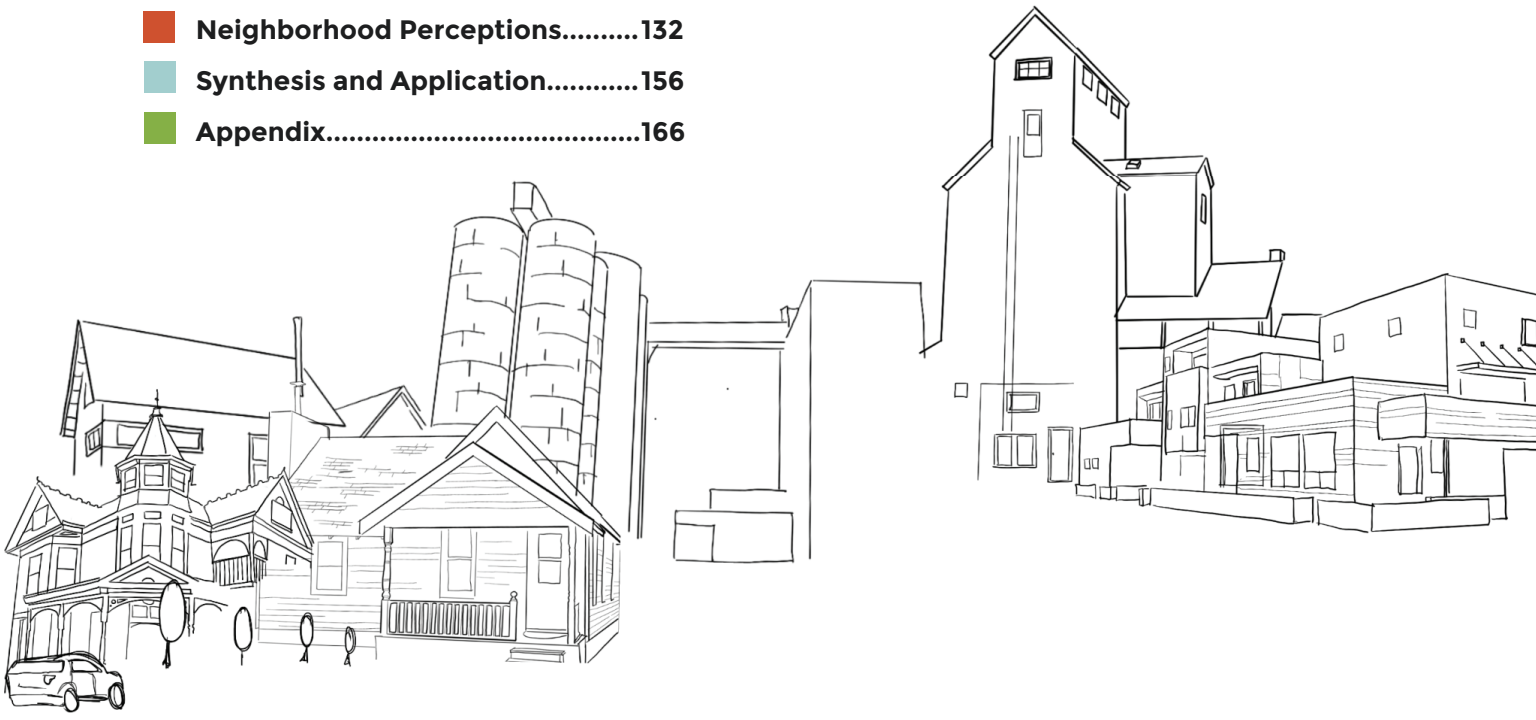 Neighborhood Perceptions..........132
Synthesis and Application............156
Appendix.........................................166